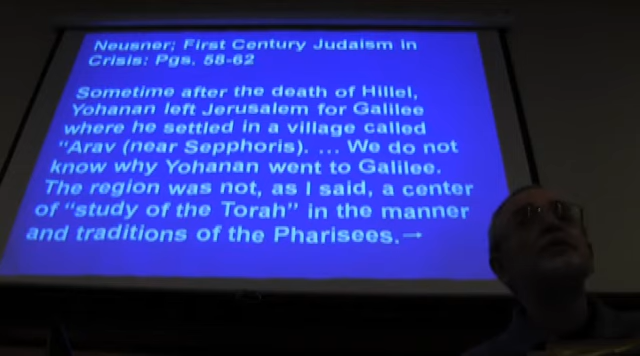 Neusner; First Century Judaism in
Crisis: Pgs. 58-62
Sometime after the death of Hillel,
Yohanan left Jerusalem for Galilee
where he settled in a village called
“Arav (near Sepphoris). ... We do not
know why Yohanan went to Galilee.
The region was not, as I said, a center
of “study of the Torah” in the manner
and traditions of the Pharisees.→